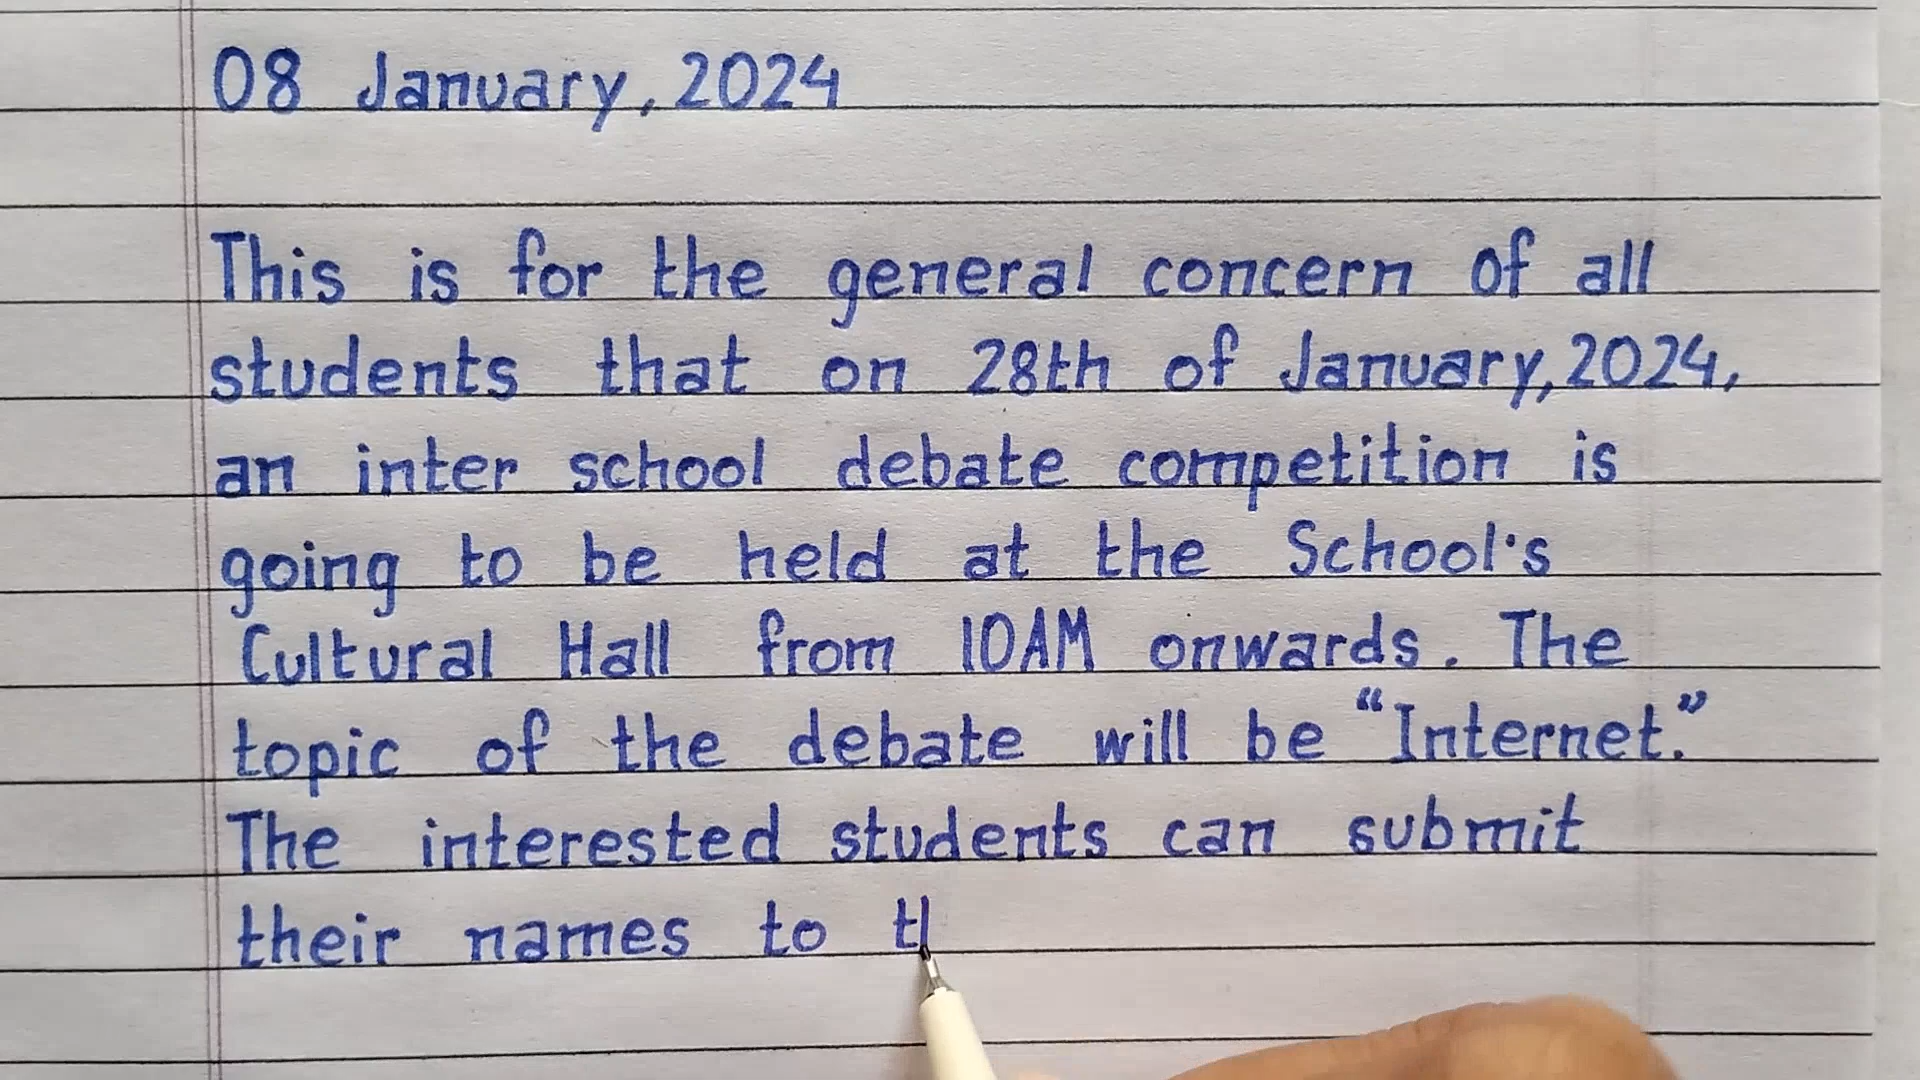 08 January, 2024
This is for the general concern of all
students that on 28th of January, 2024,
an inter school debate competition is
going to be held at the School's
Cultural Hall from 10AM onwards. The
topic of the debate will be “Internet.”
The interested students can submit
their names to